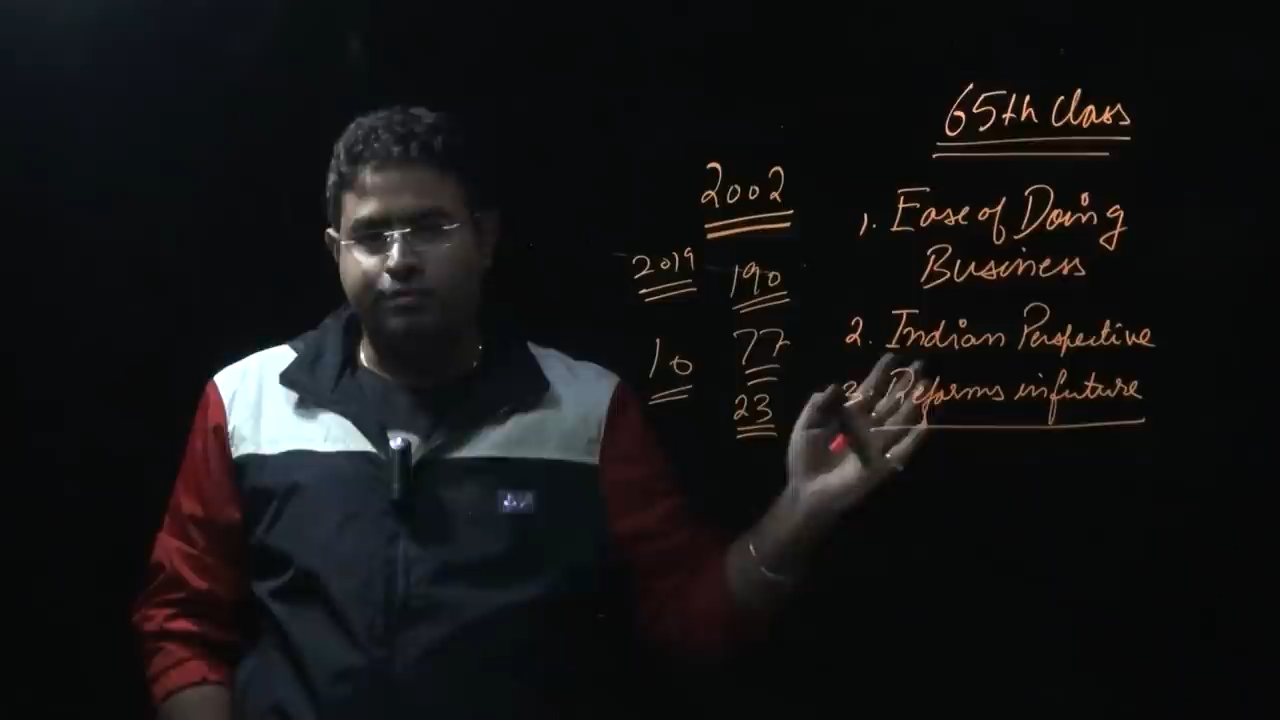 65th Class
2002
1. Ease of Doing
Business
2019
190
2. Indian Perspective
10
77
3. Reforms in future
23